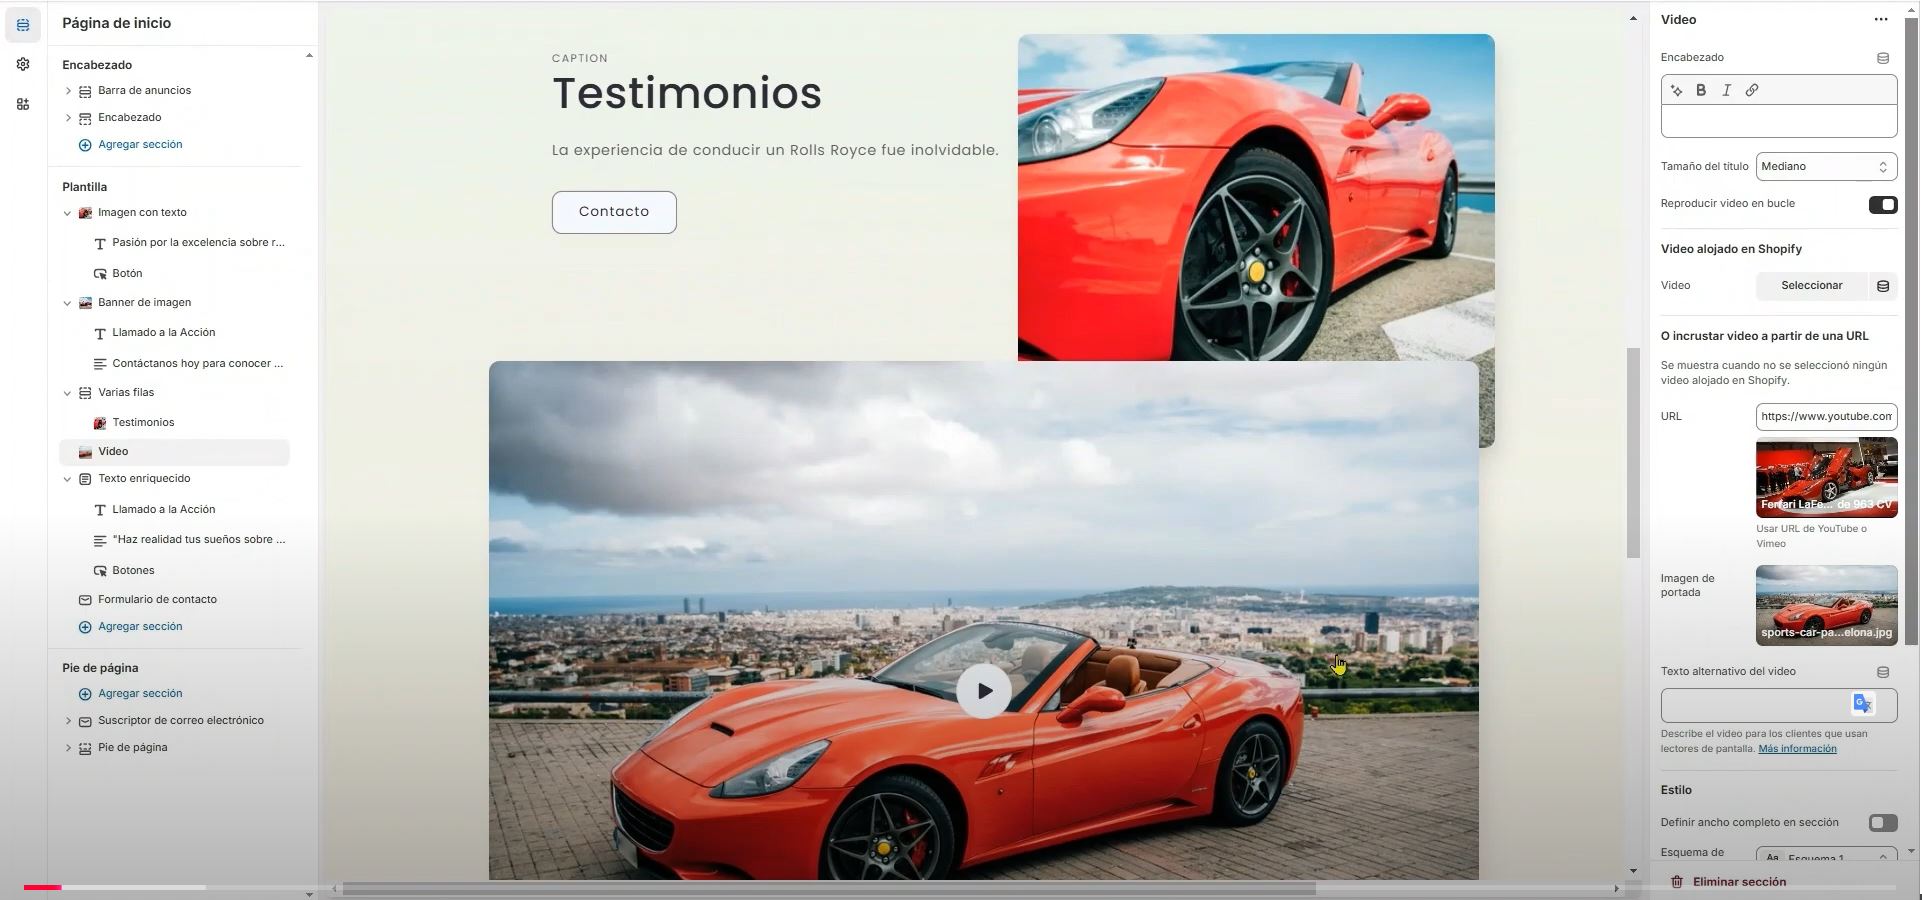 Página de inicio
Encabezado
Barra de anuncios
Encabezado
Agregar sección
Plantilla
Imagen con texto
Pasión por la excelencia sobre r...
Botón
Banner de imagen
Llamado a la Acción
Contáctanos hoy para conocer ...
Varias filas
Testimonios
Video
Texto enriquecido
Llamado a la Acción
"Haz realidad tus sueños sobre ...
Botones
Formulario de contacto
Agregar sección
Pie de página
Agregar sección
Suscriptor de correo electrónico
Pie de página
CAPTION
Testimonios
La experiencia de conducir un Rolls Royce fue inolvidable.
Contacto
Video
Encabezado
B I
Tamaño del título Mediano
Reproducir video en bucle
Video alojado en Shopify
Video Seleccionar
O incrustar video a partir de una URL
Se muestra cuando no se seleccionó ningún
video alojado en Shopify.
URL https://www.youtube.com
Ferrari LaFe... de 963 CV
Usar URL de YouTube o
Vimeo
Imagen de
portada
sports-car-pa...elona.jpg
Texto alternativo del video
G
Describe el video para los clientes que usan
lectores de pantalla. Más información
Estilo
Definir ancho completo en sección
Esquema de
Aa Esquema 1
Eliminar sección